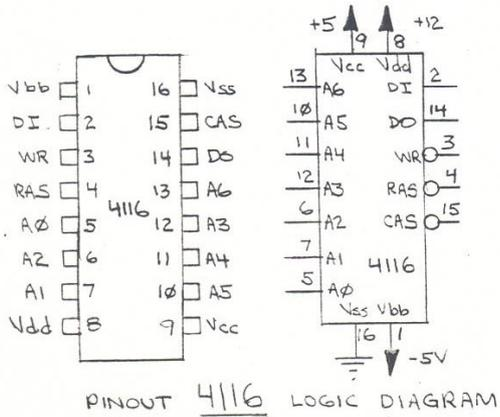 Vbb 1 16 Vss
DI 2 15 CAS
WR 3 14 DO
RAS 4 13 A6
4116
AØ 5 12 A3
A2 6 11 A4
A1 7 1Ø A5
Vdd 8 9 Vcc
+5 +12
9 8
Vcc Vdd
13 A6 DI 2
1Ø A5 DO 14
11 A4 WR 3
12 A3 RAS 4
6 A2 CAS 15
7 A1
4116
5 AØ
Vss Vbb
16 1
-5V
PINOUT 4116 LOGIC DIAGRAM